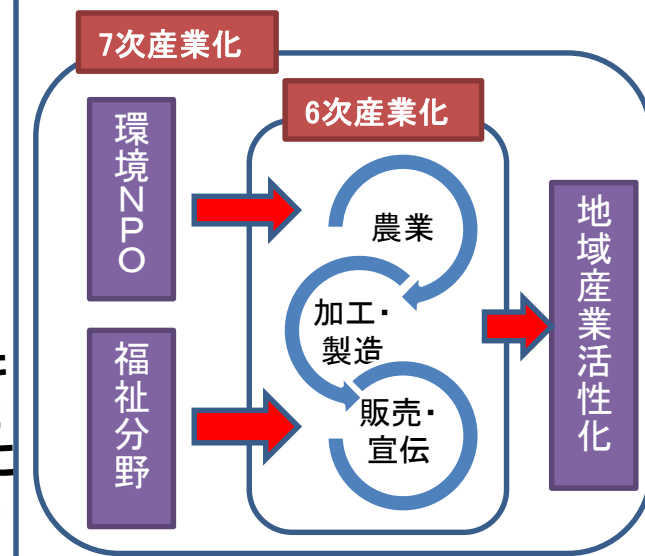 7次産業化
6次産業化
環境NPO
農業
加工・
製造
販売・
宣伝
福祉分野
地域産業活性化